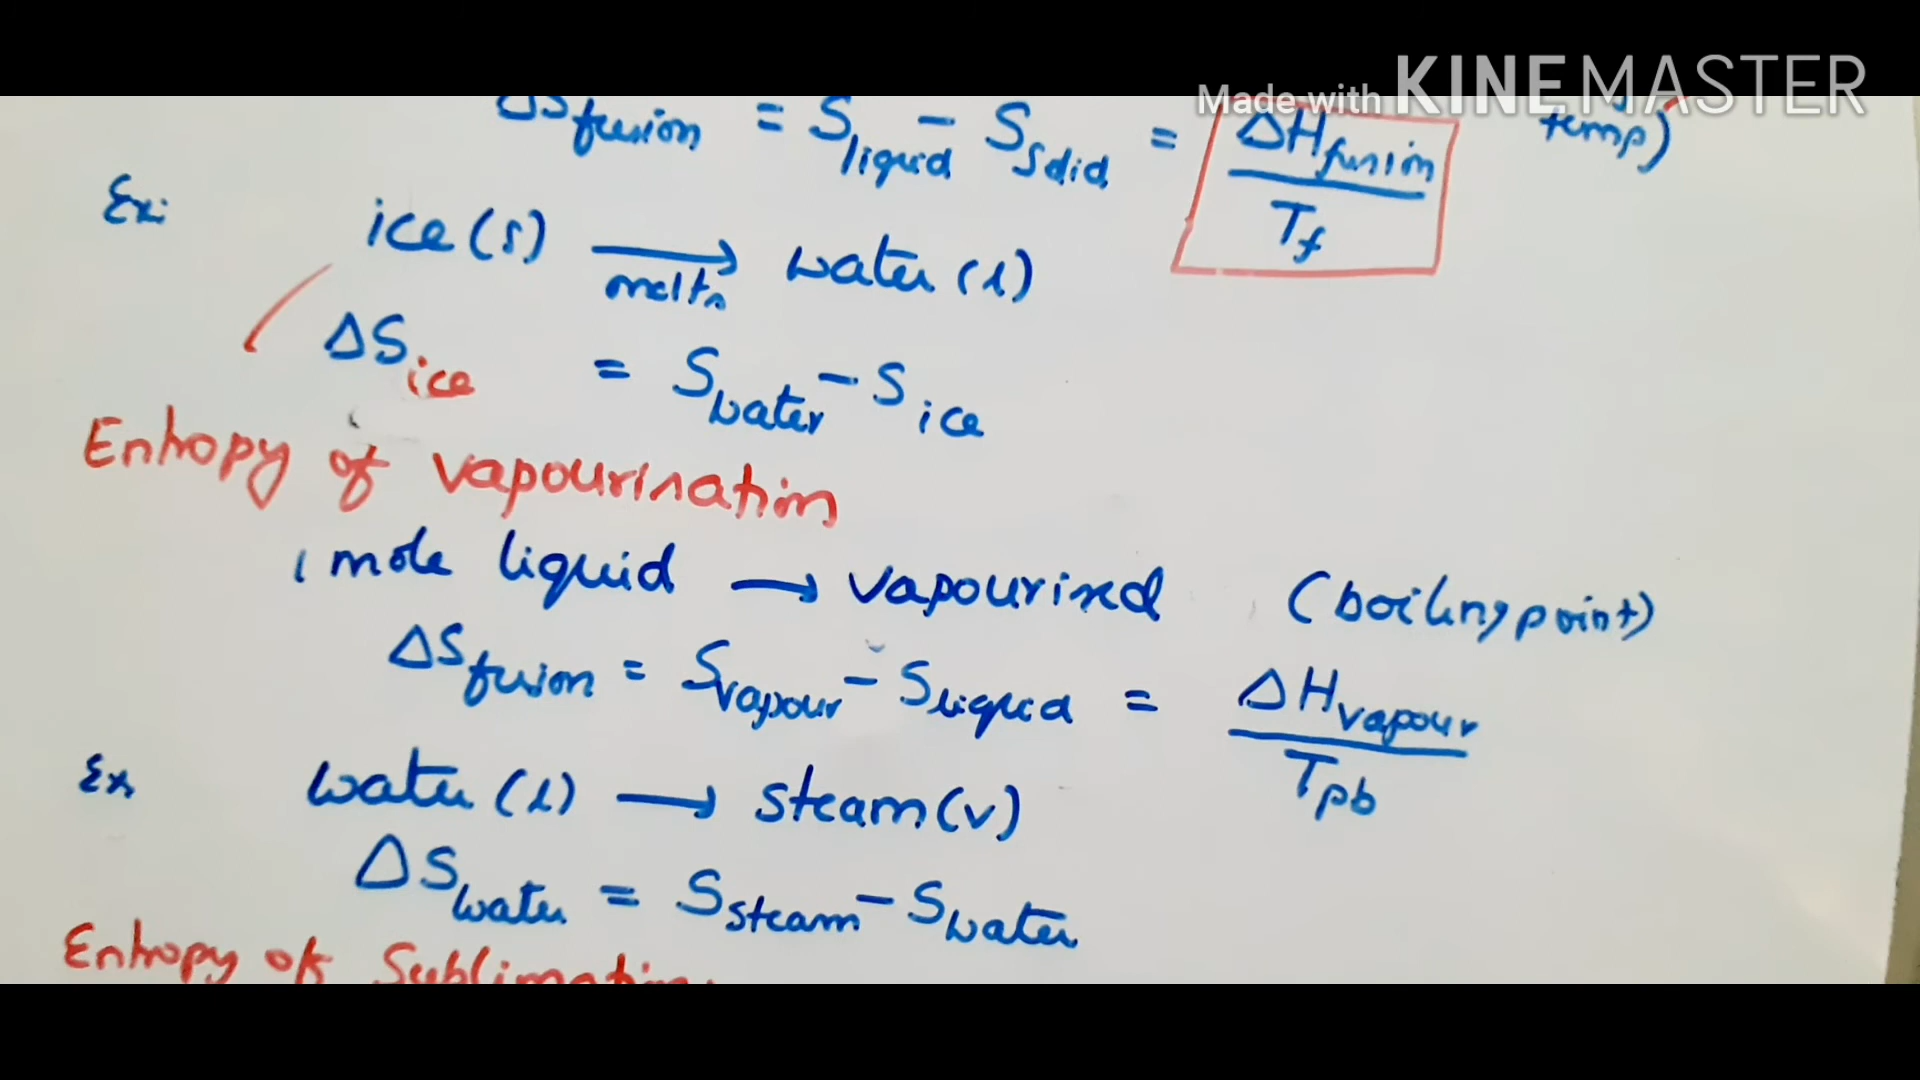 Made with KINEMASTER
ΔSfusion = Sliquid - Ssolid = ΔHfusion / Tf
temp)
Ex:
ice(s) ⟶ water(l)
melts
ΔSice = Swater - Sice
Entropy of vapourisation
1 mole liquid → vapourised (boiling point)
ΔSfusion = Svapour - Sliquid = ΔHvapour / Tpb
Ex water(l) → steam(v)
ΔSwater = Ssteam - Swater
Entropy of Sublimation